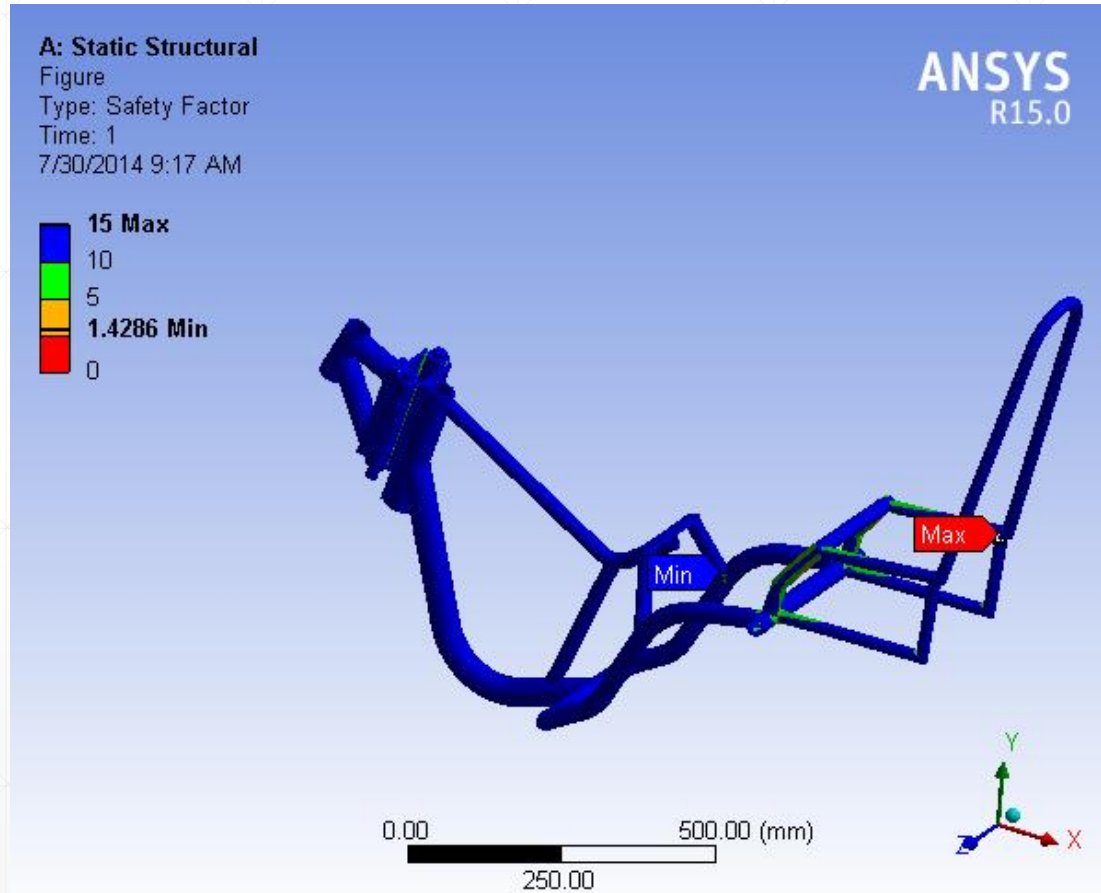 A: Static Structural
Figure
Type: Safety Factor
Time: 1
7/30/2014 9:17 AM
ANSYS
R15.0
15 Max
10
5
1.4286 Min
0
Max
Min
Y
X
Z
0.00
500.00 (mm)
250.00